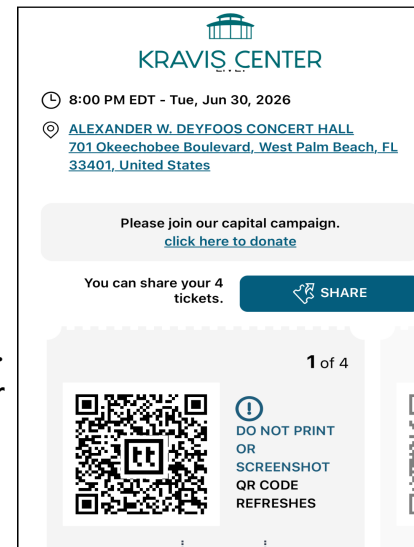 KRAVIS CENTER
8:00 PM EDT - Tue, Jun 30, 2026
ALEXANDER W. DEYFOOS CONCERT HALL
701 Okeechobee Boulevard, West Palm Beach, FL
33401, United States
Please join our capital campaign.
click here to donate
You can share your 4
tickets.
SHARE
1 of 4
tt
DO NOT PRINT
OR
SCREENSHOT
QR CODE
REFRESHES